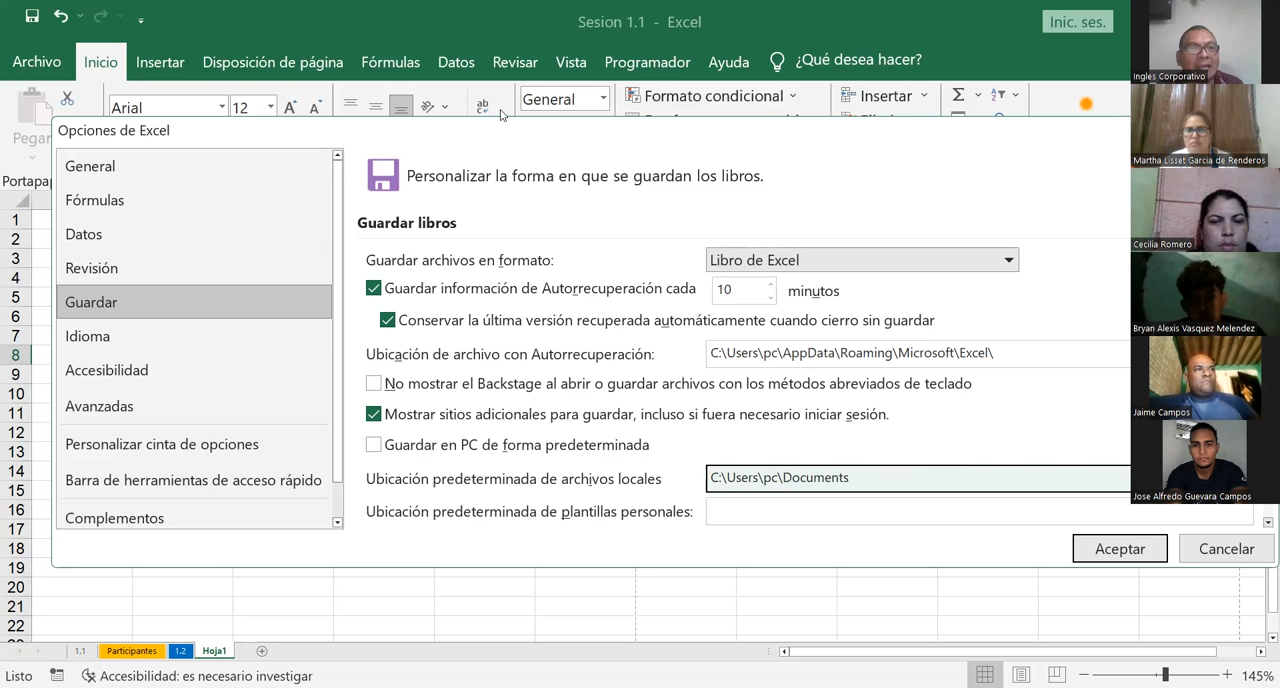 Sesion 1.1 - Excel
Inic. ses.
Archivo Inicio Insertar Disposición de página Fórmulas Datos Revisar Vista Programador Ayuda ¿Qué desea hacer?
Pegar
Portapap
Arial 12 A A ab General Formato condicional Insertar Σ
Opciones de Excel
General
Fórmulas
Datos
Revisión
Guardar
Idioma
Accesibilidad
Avanzadas
Personalizar cinta de opciones
Barra de herramientas de acceso rápido
Complementos
Personalizar la forma en que se guardan los libros.
Guardar libros
Guardar archivos en formato: Libro de Excel
Guardar información de Autorrecuperación cada 10 minutos
Conservar la última versión recuperada automáticamente cuando cierro sin guardar
Ubicación de archivo con Autorrecuperación: C:\Users\pc\AppData\Roaming\Microsoft\Excel\
No mostrar el Backstage al abrir o guardar archivos con los métodos abreviados de teclado
Mostrar sitios adicionales para guardar, incluso si fuera necesario iniciar sesión.
Guardar en PC de forma predeterminada
Ubicación predeterminada de archivos locales C:\Users\pc\Documents
Ubicación predeterminada de plantillas personales:
Aceptar Cancelar
1
2
3
4
5
6
7
8
9
10
11
12
13
14
15
16
17
18
19
20
21
22
Ingles Corporativo
Martha Lisset Garcia de Renderos
Cecilia Romero
Bryan Alexis Vasquez Melendez
Jaime Campos
Jose Alfredo Guevara Campos
1.1 Participantes 1.2 Hoja1
Listo Accesibilidad: es necesario investigar 145%